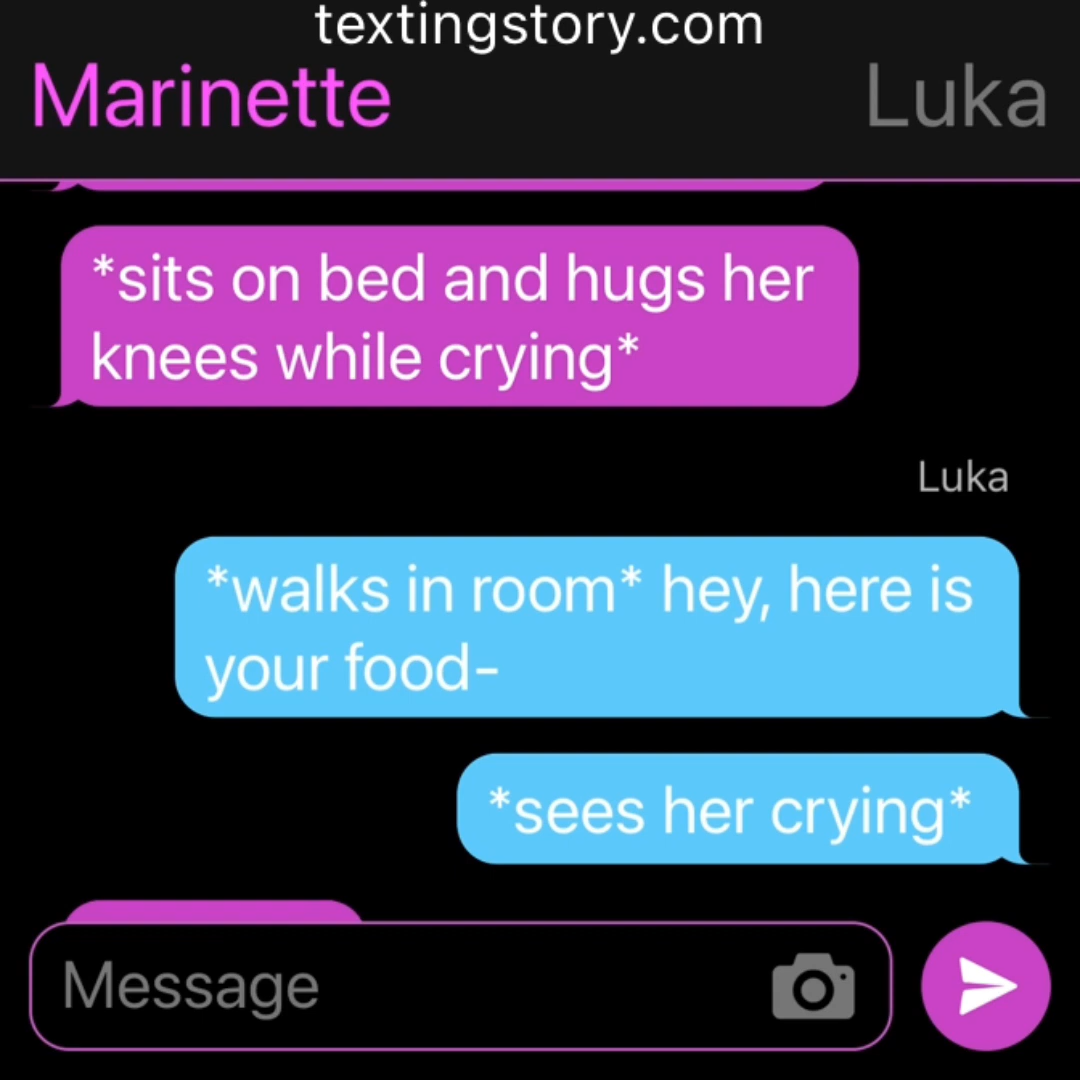 textingstory.com
Marinette
Luka
*sits on bed and hugs her
knees while crying*
Luka
*walks in room* hey, here is
your food-
*sees her crying*
Message